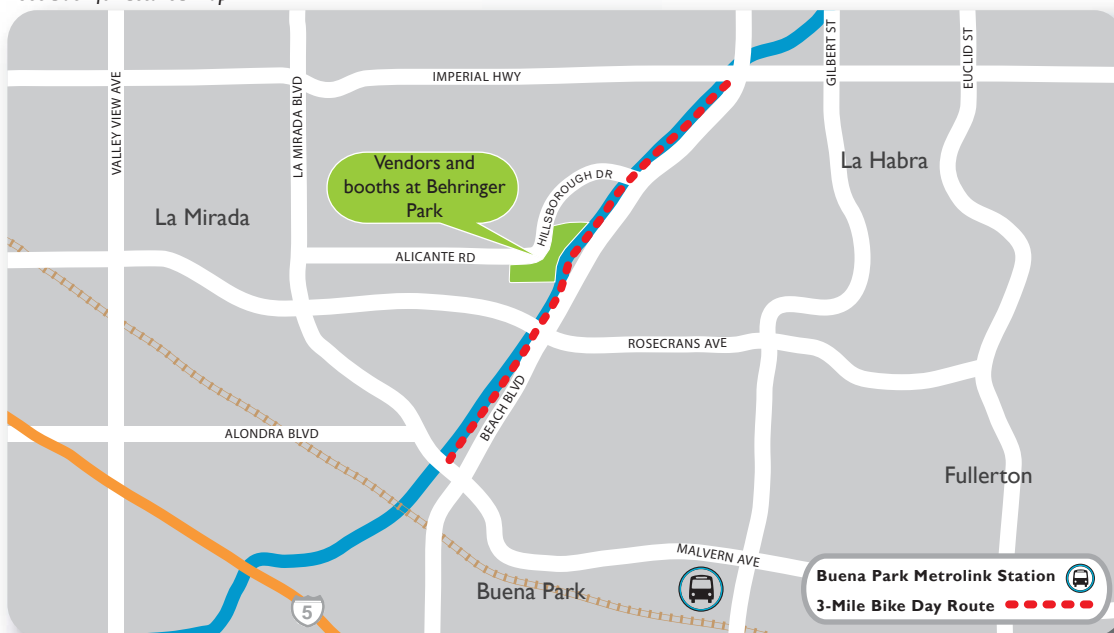 IMPERIAL HWY
VALLEY VIEW AVE
LA MIRADA BLVD
GILBERT ST
EUCLID ST
La Habra
Vendors and
booths at Behringer
Park
HILLSBOROUGH DR
La Mirada
ALICANTE RD
ROSECRANS AVE
BEACH BLVD
ALONDRA BLVD
Fullerton
MALVERN AVE
Buena Park
5
Buena Park Metrolink Station
3-Mile Bike Day Route